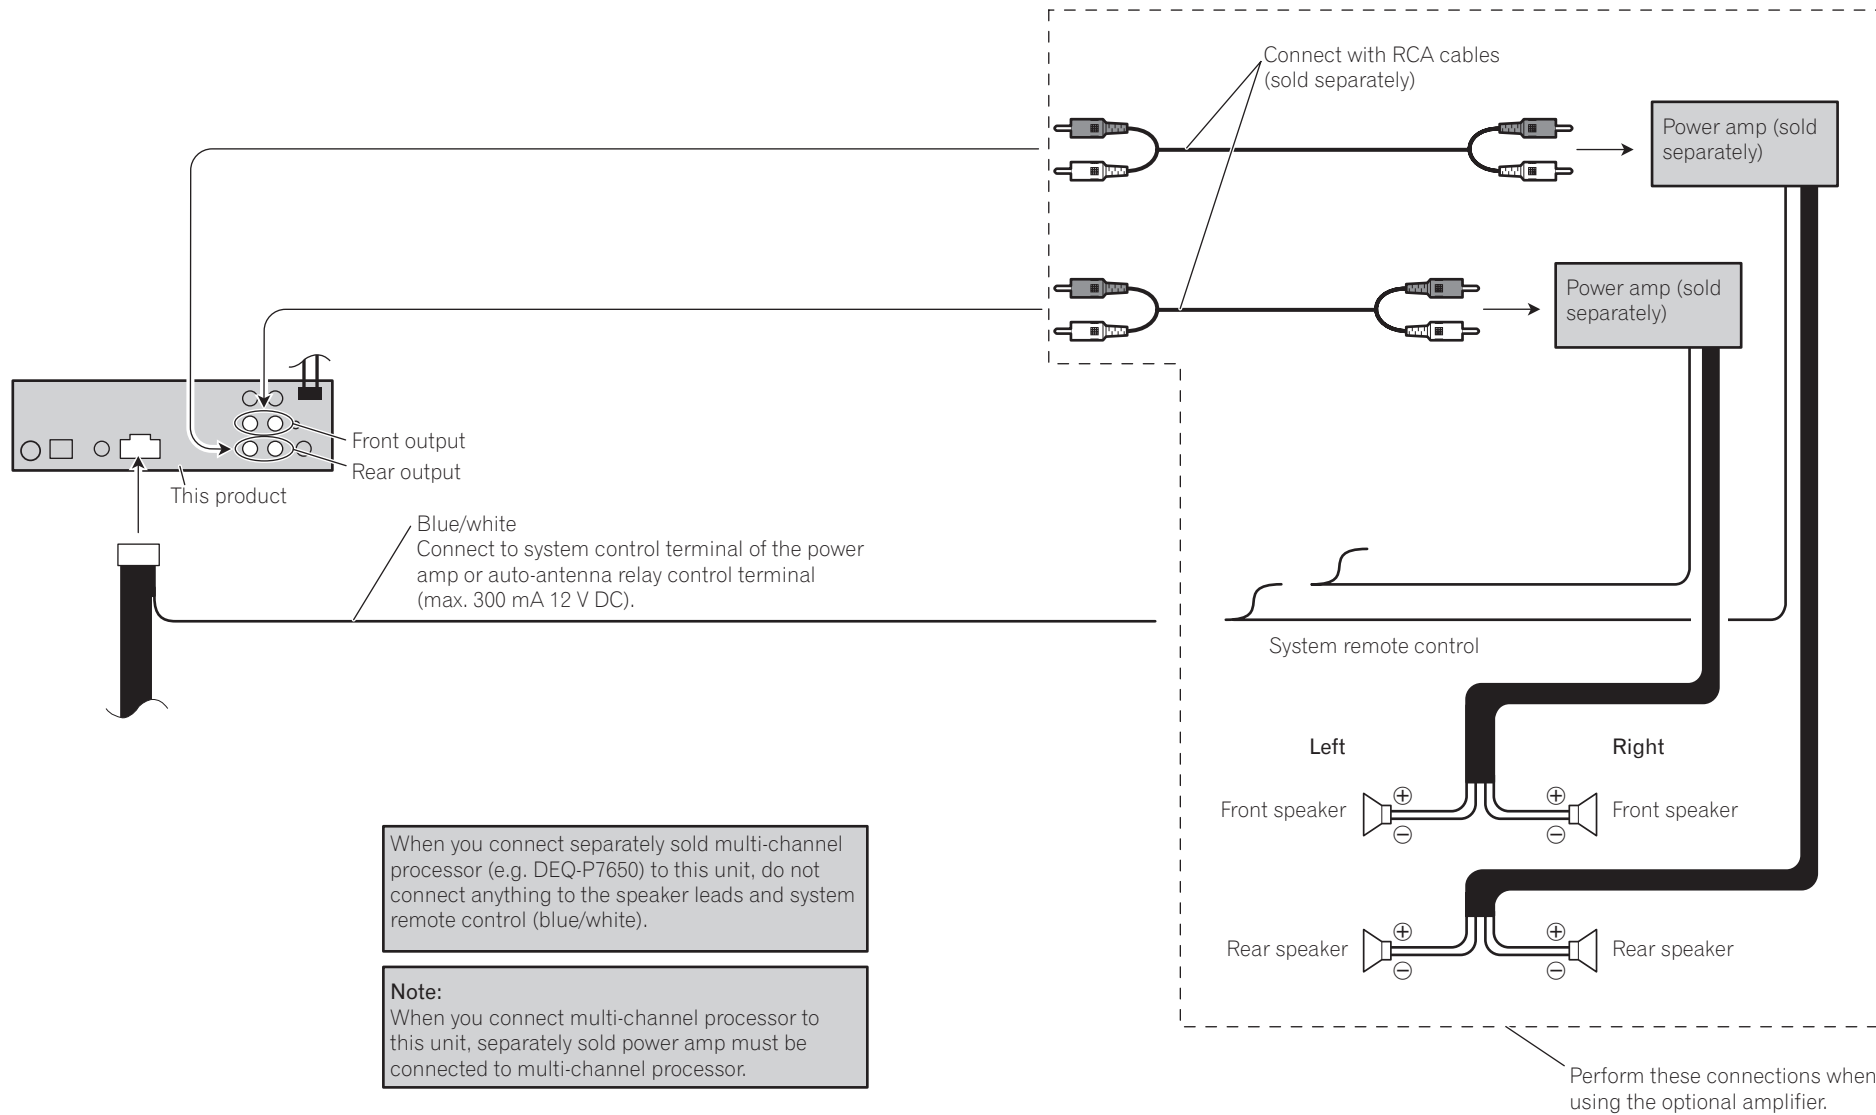 Connect with RCA cables
(sold separately)
Power amp (sold
separately)
Power amp (sold
separately)
Front output
Rear output
This product
Blue/white
Connect to system control terminal of the power
amp or auto-antenna relay control terminal
(max. 300 mA 12 V DC).
System remote control
Left
Right
Front speaker
+
−
+
−
Front speaker
Rear speaker
+
−
+
−
Rear speaker
When you connect separately sold multi-channel
processor (e.g. DEQ-P7650) to this unit, do not
connect anything to the speaker leads and system
remote control (blue/white).
Note:
When you connect multi-channel processor to
this unit, separately sold power amp must be
connected to multi-channel processor.
Perform these connections when
using the optional amplifier.